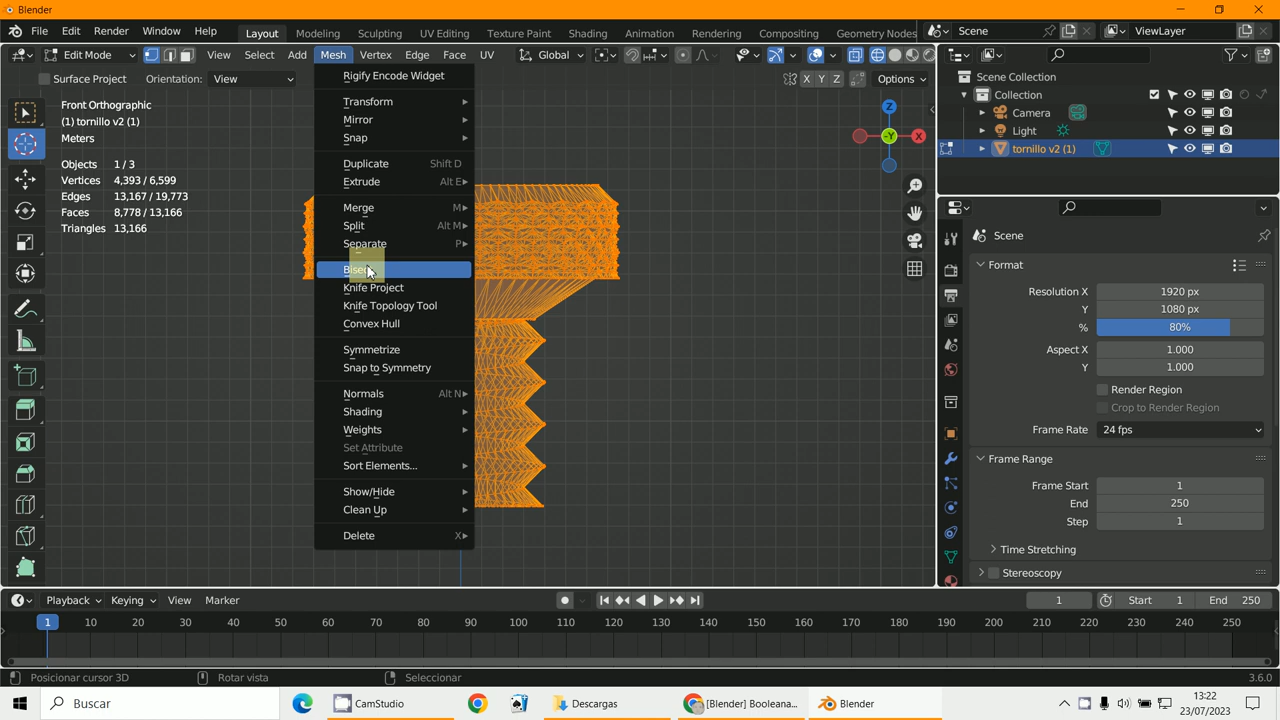 Blender
File Edit Render Window Help
Layout Modeling Sculpting UV Editing Texture Paint Shading Animation Rendering Compositing Geometry Nodes
Scene ViewLayer
Edit Mode View Select Add Mesh Vertex Edge Face UV Global
Surface Project Orientation: View X Y Z Options
Front Orthographic
(1) tornillo v2 (1)
Meters
Objects 1 / 3
Vertices 4,393 / 6,599
Edges 13,167 / 19,773
Faces 8,778 / 13,166
Triangles 13,166
Rigify Encode Widget
Transform
Mirror
Snap
Duplicate Shift D
Extrude Alt E
Merge M
Split Alt M
Separate P
Bisect
Knife Project
Knife Topology Tool
Convex Hull
Symmetrize
Snap to Symmetry
Normals Alt N
Shading
Weights
Set Attribute
Sort Elements...
Show/Hide
Clean Up
Delete X
Z
-Y
X
Scene Collection
Collection
Camera
Light
tornillo v2 (1)
Scene
Format
Resolution X 1920 px
Y 1080 px
% 80%
Aspect X 1.000
Y 1.000
Render Region
Crop to Render Region
Frame Rate 24 fps
Frame Range
Frame Start 1
End 250
Step 1
Time Stretching
Stereoscopy
Playback Keying View Marker 1 Start 1 End 250
1 10 20 30 40 50 60 70 80 90 100 110 120 130 140 150 160 170 180 190 200 210 220 230 240 250
Posicionar cursor 3D Rotar vista Seleccionar 3.6.0
Buscar CamStudio Descargas [Blender] Booleana... Blender
13:22
23/07/2023